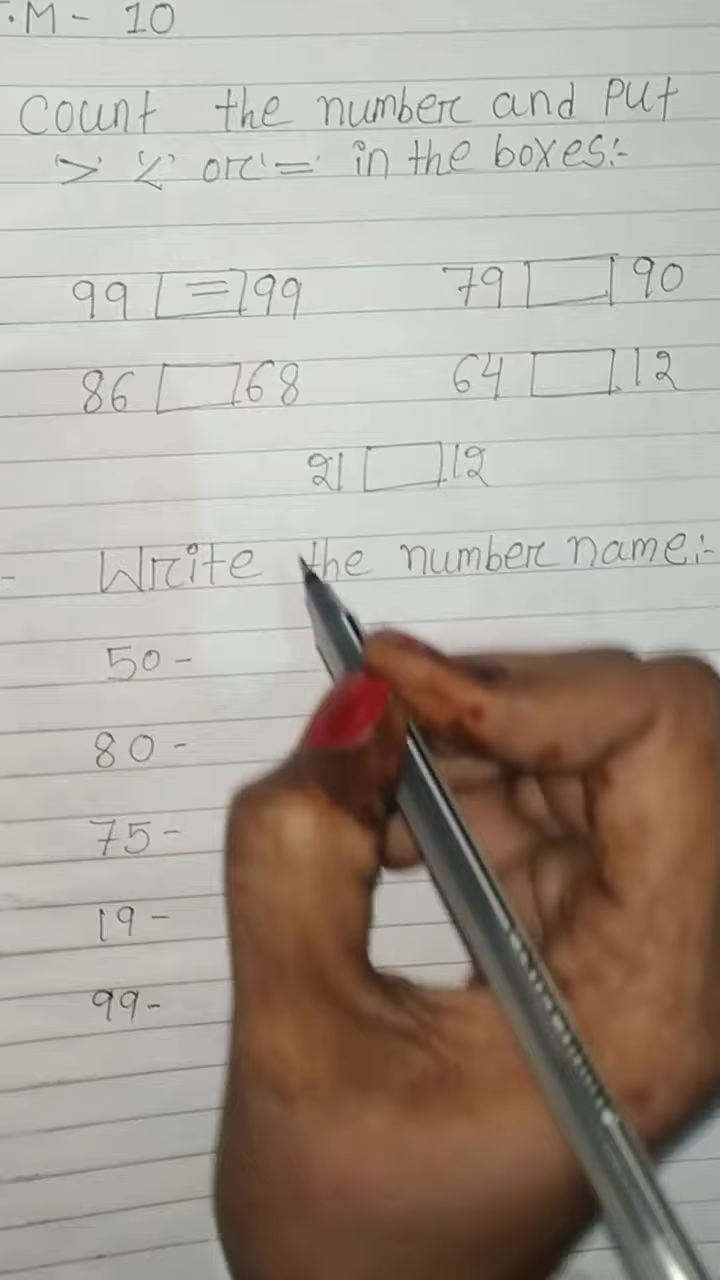 .M - 10
Count the number and put
> < or = in the boxes:-
99 = 99 79 90
86 68 64 12
21 12
- Write the number name:-
50 -
80 -
75 -
19 -
99 -